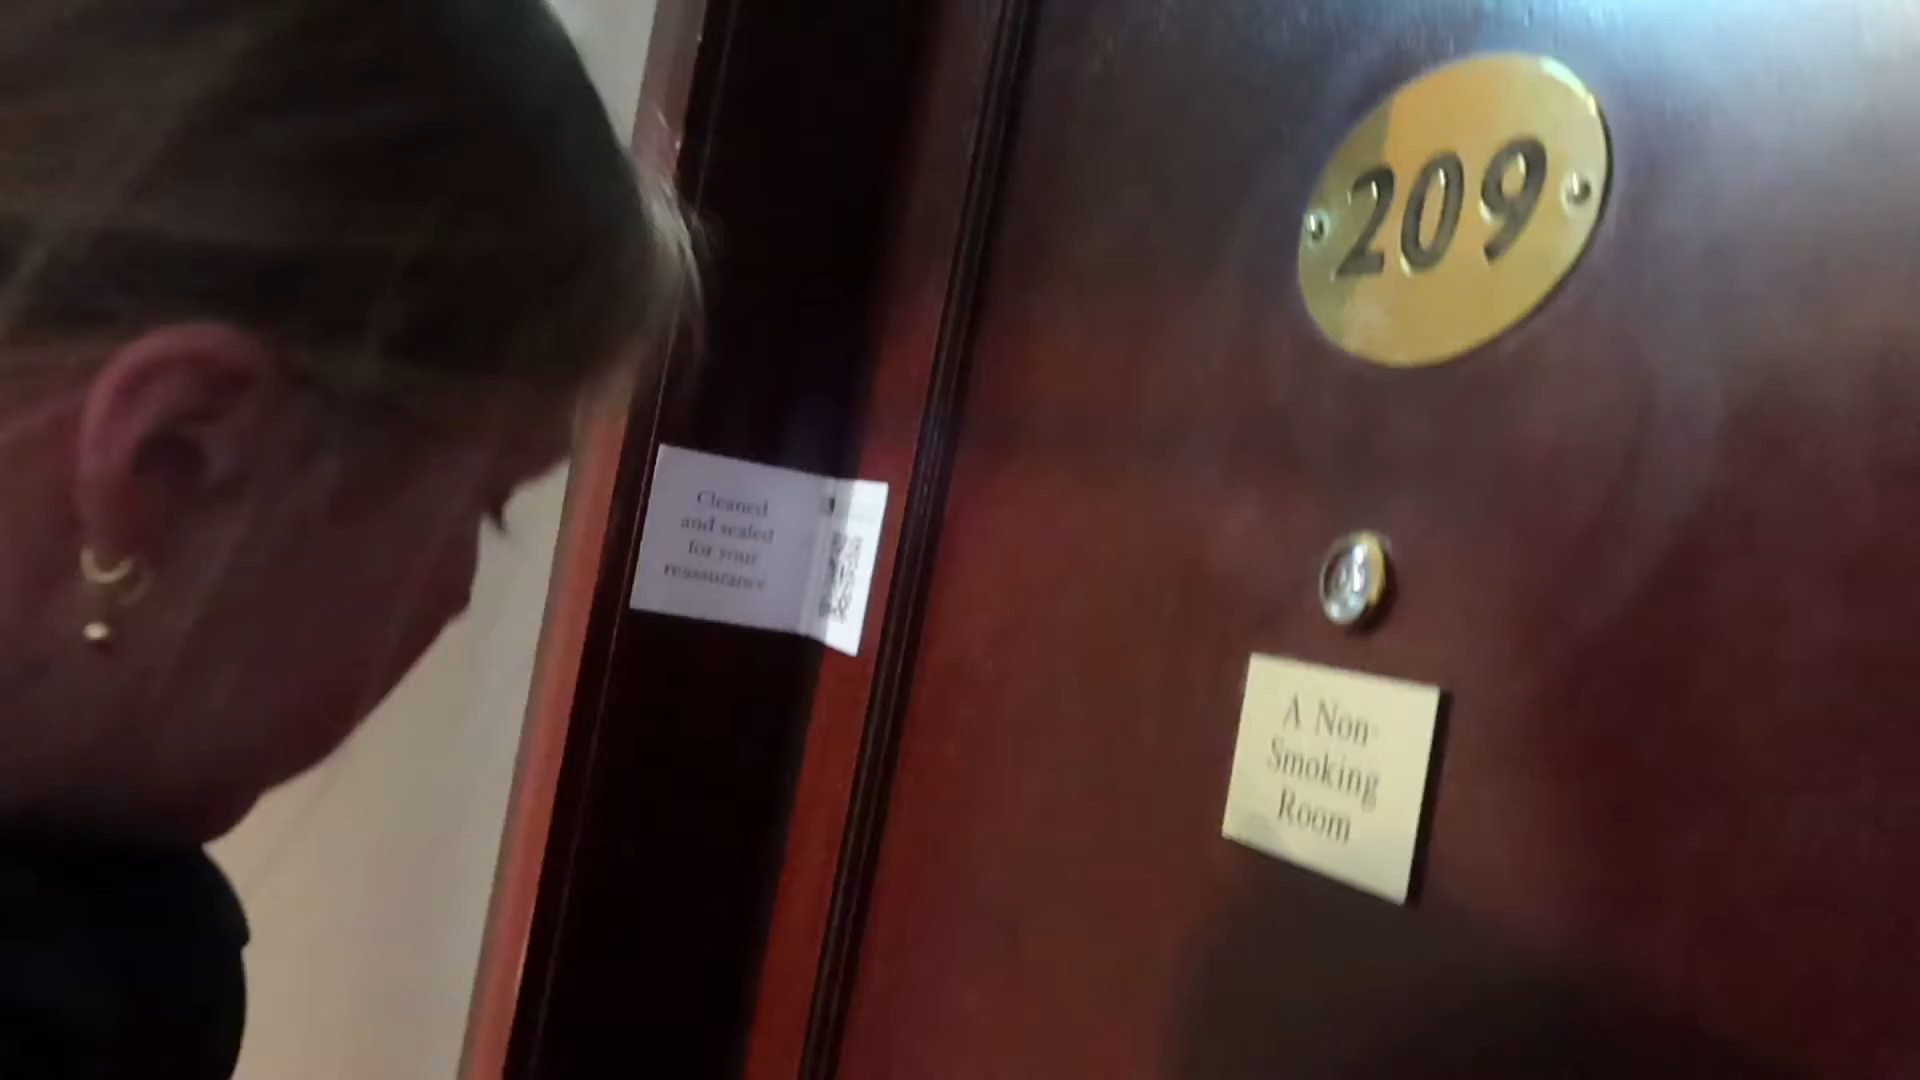 209
Cleaned
and sealed
for your
reassurance
A Non-
Smoking
Room